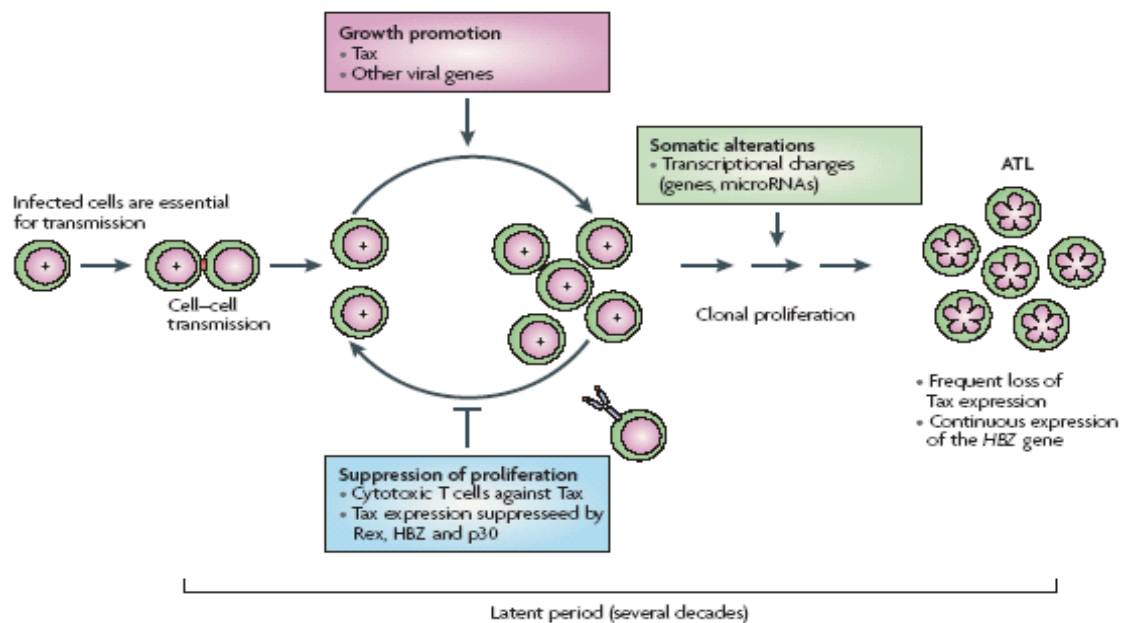 Growth promotion
• Tax
• Other viral genes
Somatic alterations
• Transcriptional changes
(genes, microRNAs)
ATL
Infected cells are essential
for transmission
Cell–cell
transmission
Clonal proliferation
• Frequent loss of
Tax expression
• Continuous expression
of the HBZ gene
Suppression of proliferation
• Cytotoxic T cells against Tax
• Tax expression suppresseed by
Rex, HBZ and p30
Latent period (several decades)